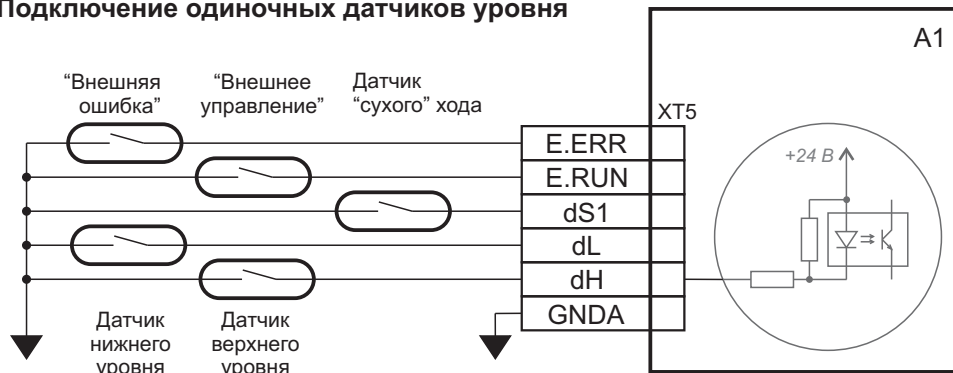 Подключение одиночных датчиков уровня
A1
“Внешняя
ошибка”
“Внешнее
управление”
Датчик
“сухого” хода
XT5
E.ERR
E.RUN
dS1
dL
dH
GNDA
+24 В
Датчик
нижнего
уровня
Датчик
верхнего
уровня